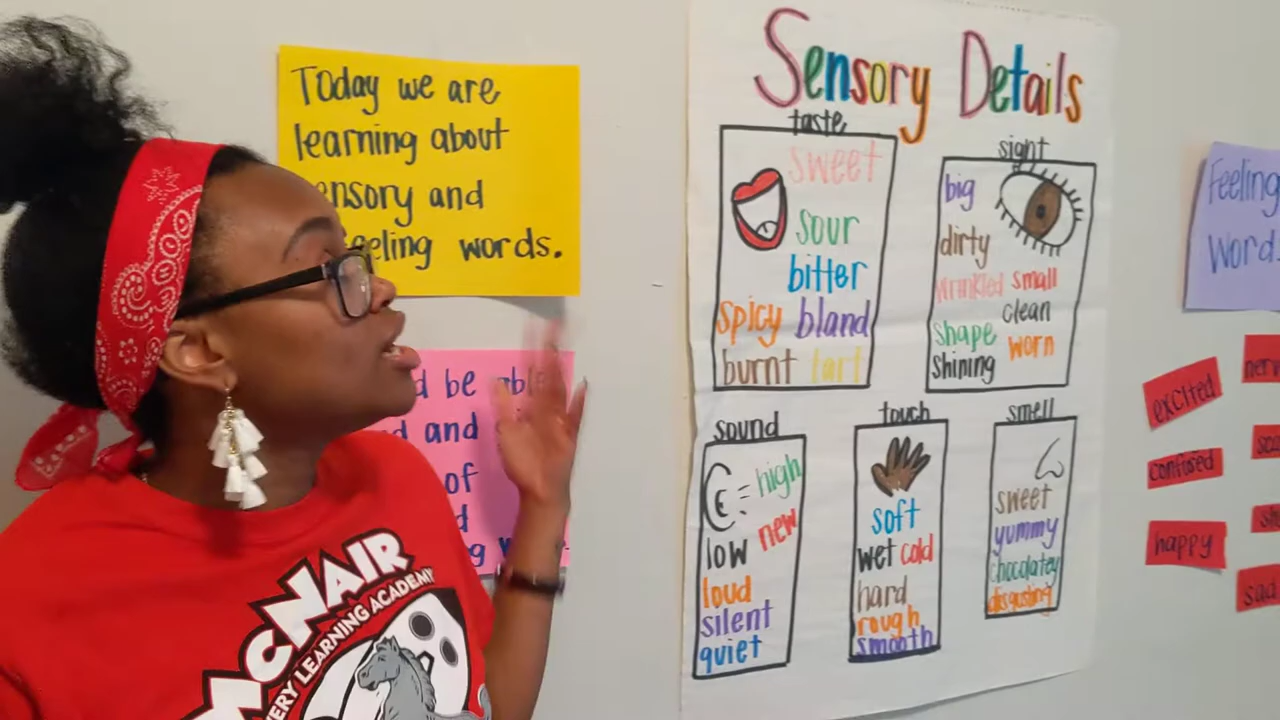 Today we are
learning about
ensory and
eeling words.
d be able
d and
of
Sensory Details
taste
sweet
sour
bitter
spicy bland
burnt tart
sight
big
dirty
wrinkled small
clean
shape worn
shining
sound
high
low new
loud
silent
quiet
touch
soft
wet cold
hard
rough
smooth
smell
sweet
yummy
chocolatey
disgusting
Feeling
Words
excited
confused
happy
sad
McNAIR
ERY LEARNING ACADEMY